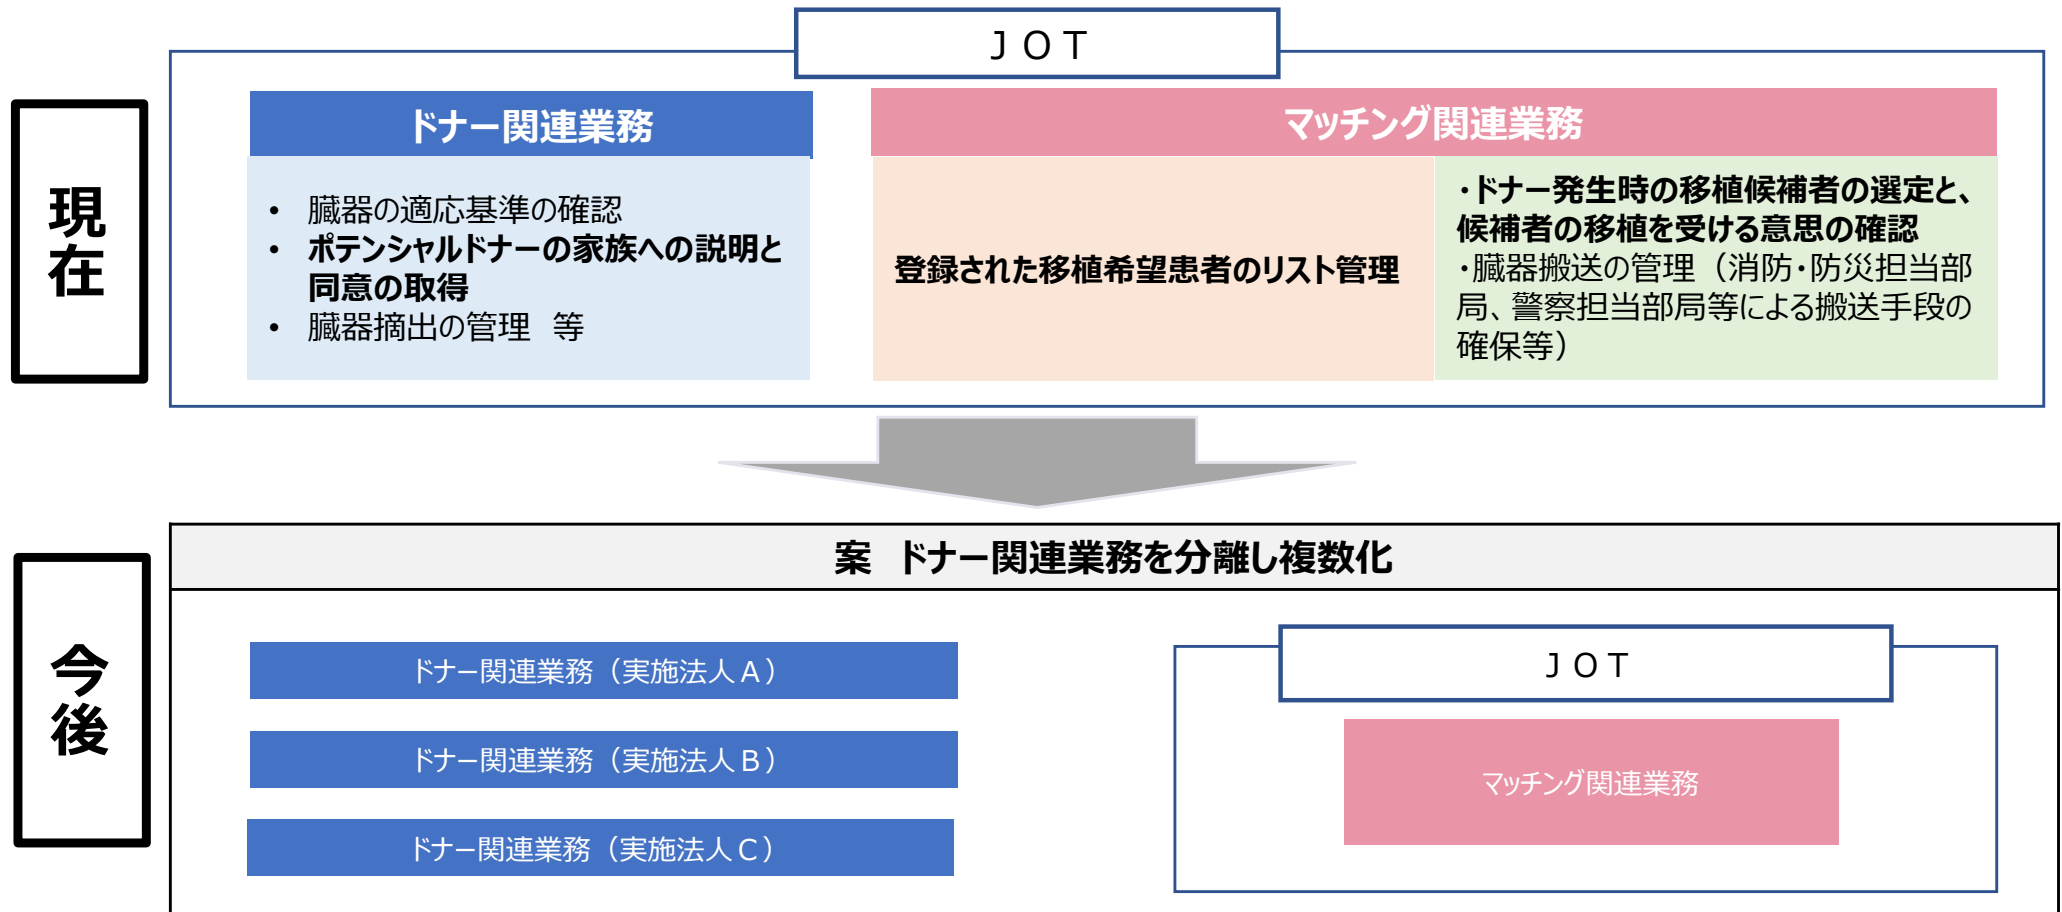 ＪＯＴ
現在
ドナー関連業務
• 臓器の適応基準の確認
• ポテンシャルドナーの家族への説明と
同意の取得
• 臓器摘出の管理　等
マッチング関連業務
登録された移植希望患者のリスト管理
・ドナー発生時の移植候補者の選定と、
候補者の移植を受ける意思の確認
・臓器搬送の管理（消防・防災担当部
局、警察担当部局等による搬送手段の
確保等）
今後
案　ドナー関連業務を分離し複数化
ドナー関連業務（実施法人Ａ）
ドナー関連業務（実施法人Ｂ）
ドナー関連業務（実施法人Ｃ）
ＪＯＴ
マッチング関連業務